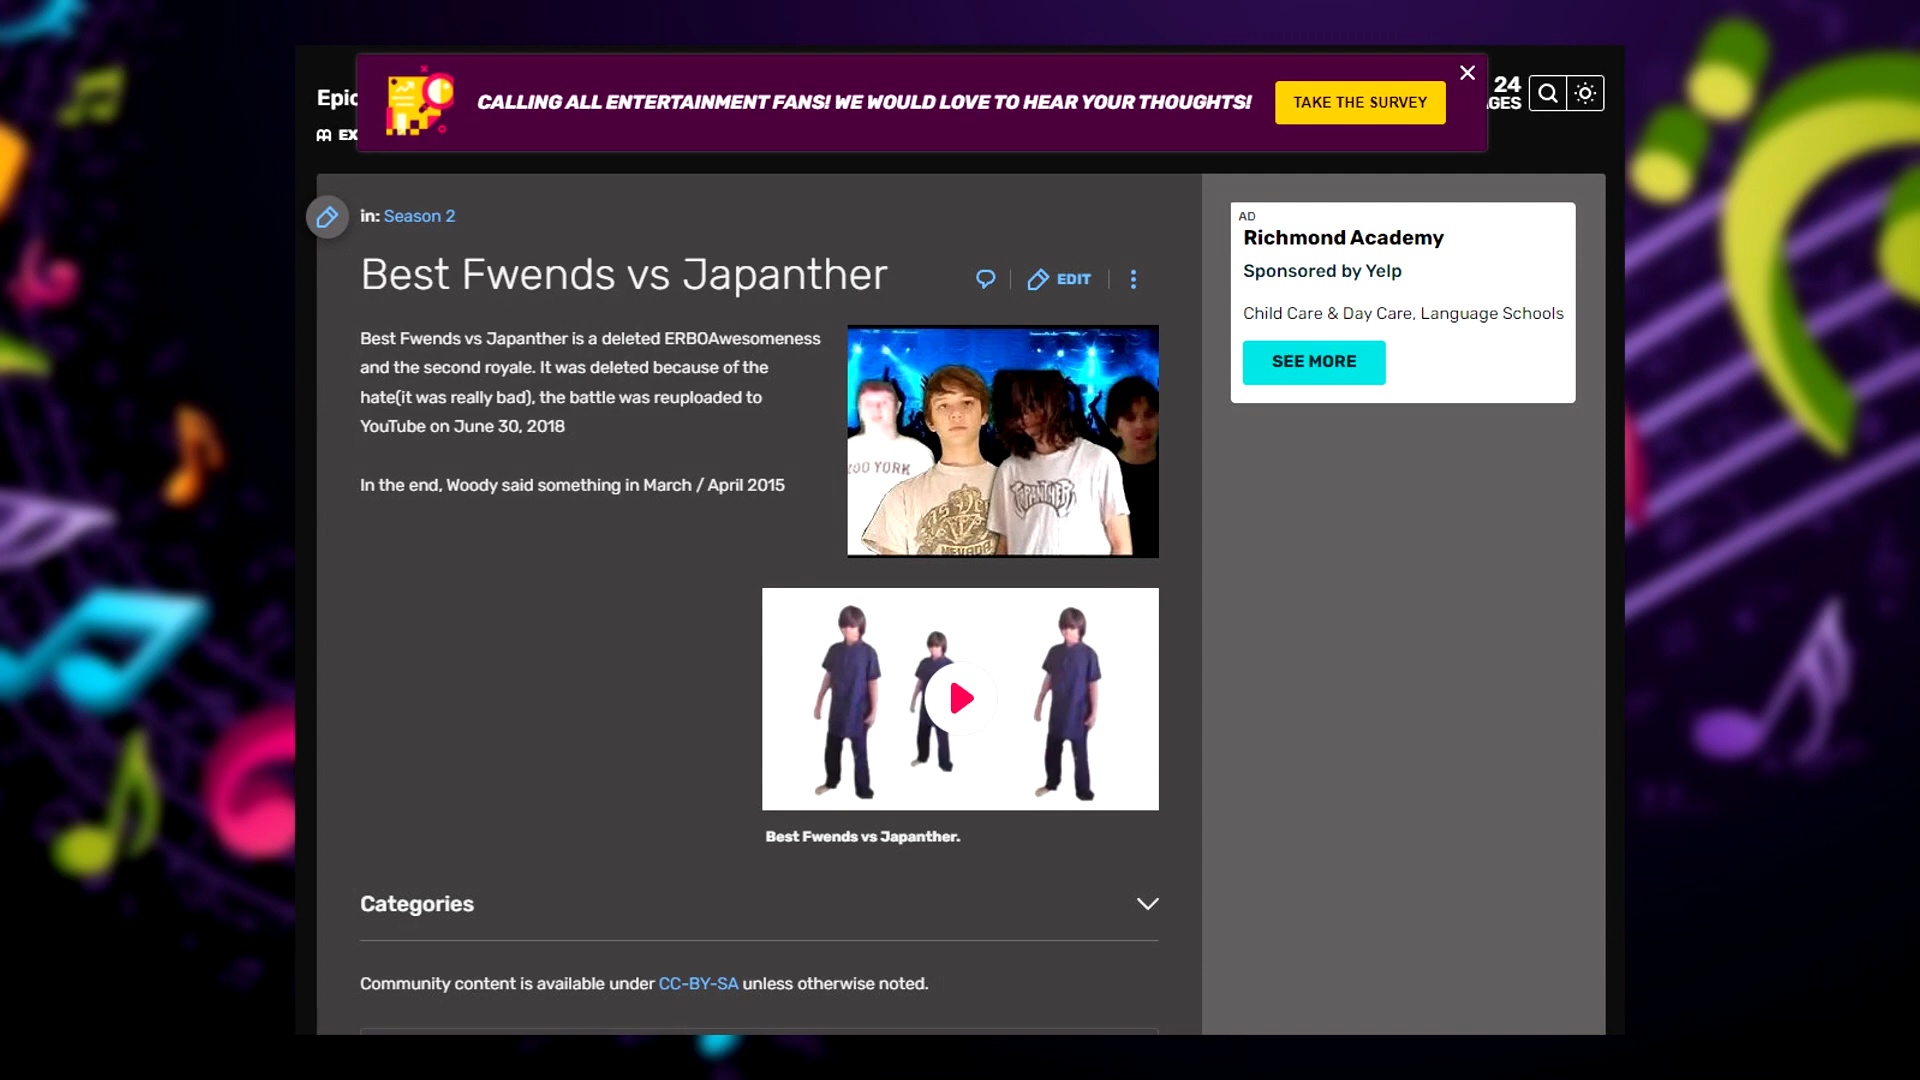 Epic
CALLING ALL ENTERTAINMENT FANS! WE WOULD LOVE TO HEAR YOUR THOUGHTS!
TAKE THE SURVEY
24
GES
EX
in: Season 2
Best Fwends vs Japanther
EDIT
Best Fwends vs Japanther is a deleted ERBOAwesomeness
and the second royale. It was deleted because of the
hate(it was really bad), the battle was reuploaded to
YouTube on June 30, 2018
In the end, Woody said something in March / April 2015
ZOO YORK
JAPANTHER
NEVADA
Best Fwends vs Japanther.
Categories
Community content is available under CC-BY-SA unless otherwise noted.
AD
Richmond Academy
Sponsored by Yelp
Child Care & Day Care, Language Schools
SEE MORE